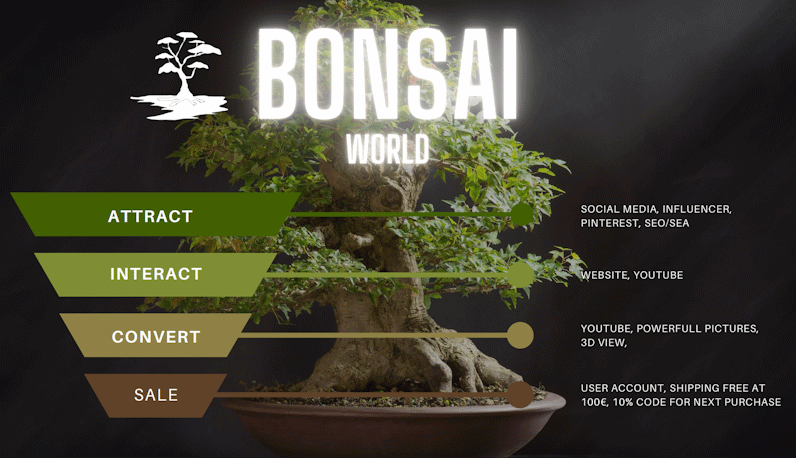 BONSAI
WORLD
ATTRACT
SOCIAL MEDIA, INFLUENCER,
PINTEREST, SEO/SEA
INTERACT
WEBSITE, YOUTUBE
CONVERT
YOUTUBE, POWERFULL PICTURES,
3D VIEW,
SALE
USER ACCOUNT, SHIPPING FREE AT
100€, 10% CODE FOR NEXT PURCHASE